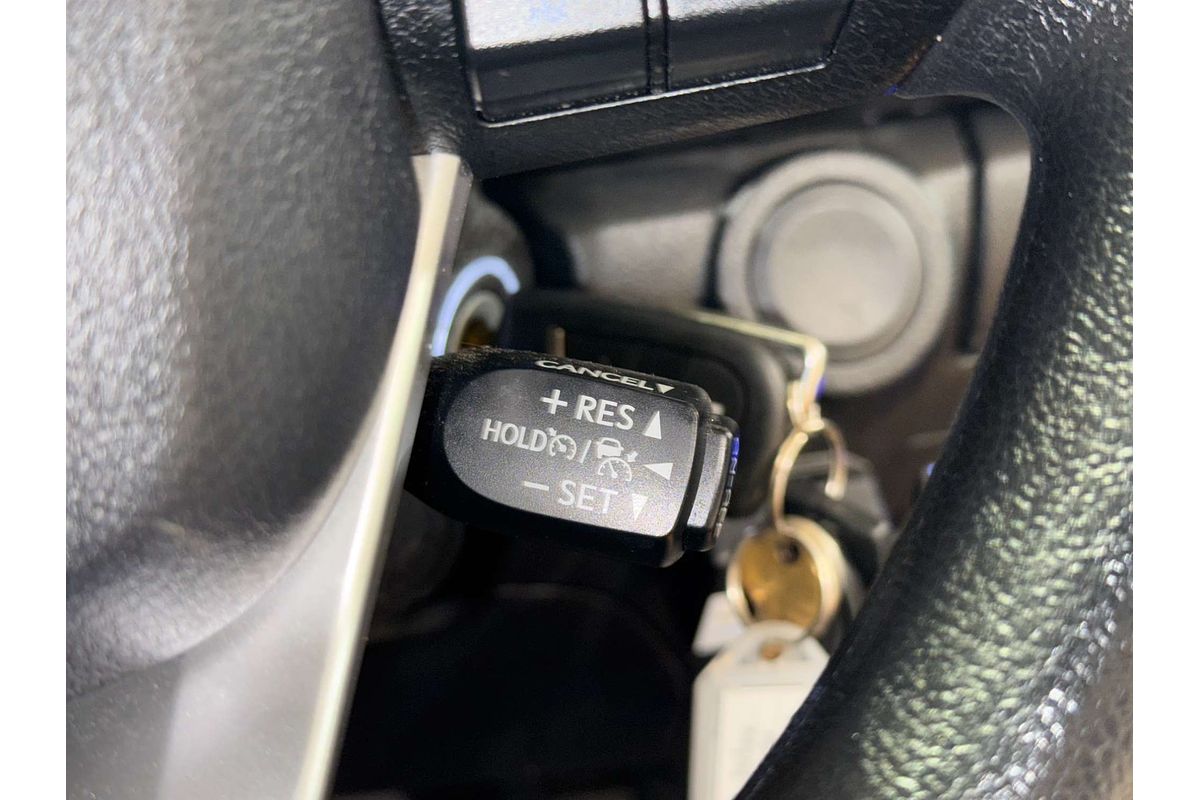 CANCEL▼
+ RES ▲
HOLD / ◀
− SET ▼